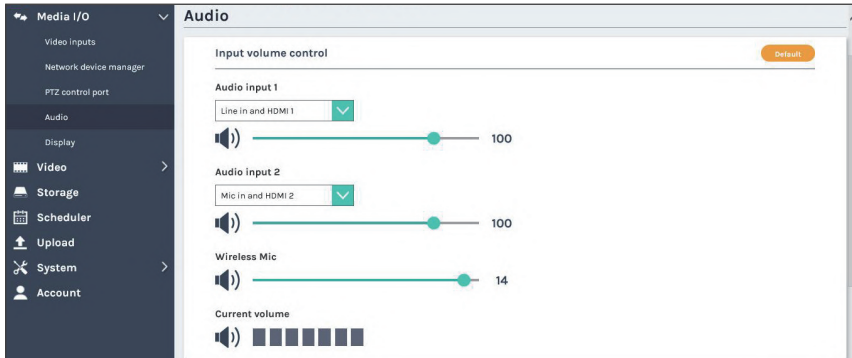 Media I/O
Video inputs
Network device manager
PTZ control port
Audio
Display
Video
Storage
Scheduler
Upload
System
Account
Audio
Input volume control
Default
Audio input 1
Line in and HDMI 1
100
Audio input 2
Mic in and HDMI 2
100
Wireless Mic
14
Current volume